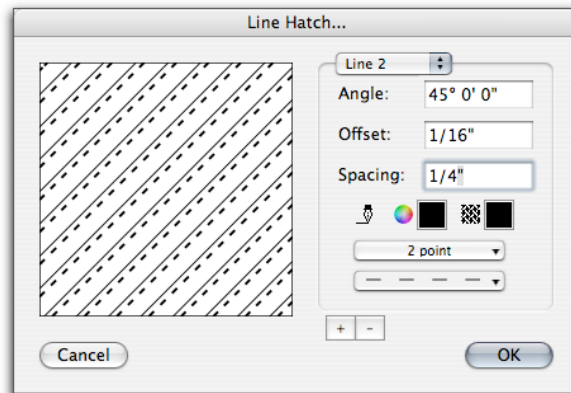 Line Hatch...
Line 2
Angle: 45° 0' 0"
Offset: 1/16"
Spacing: 1/4"
2 point
+ -
Cancel
OK